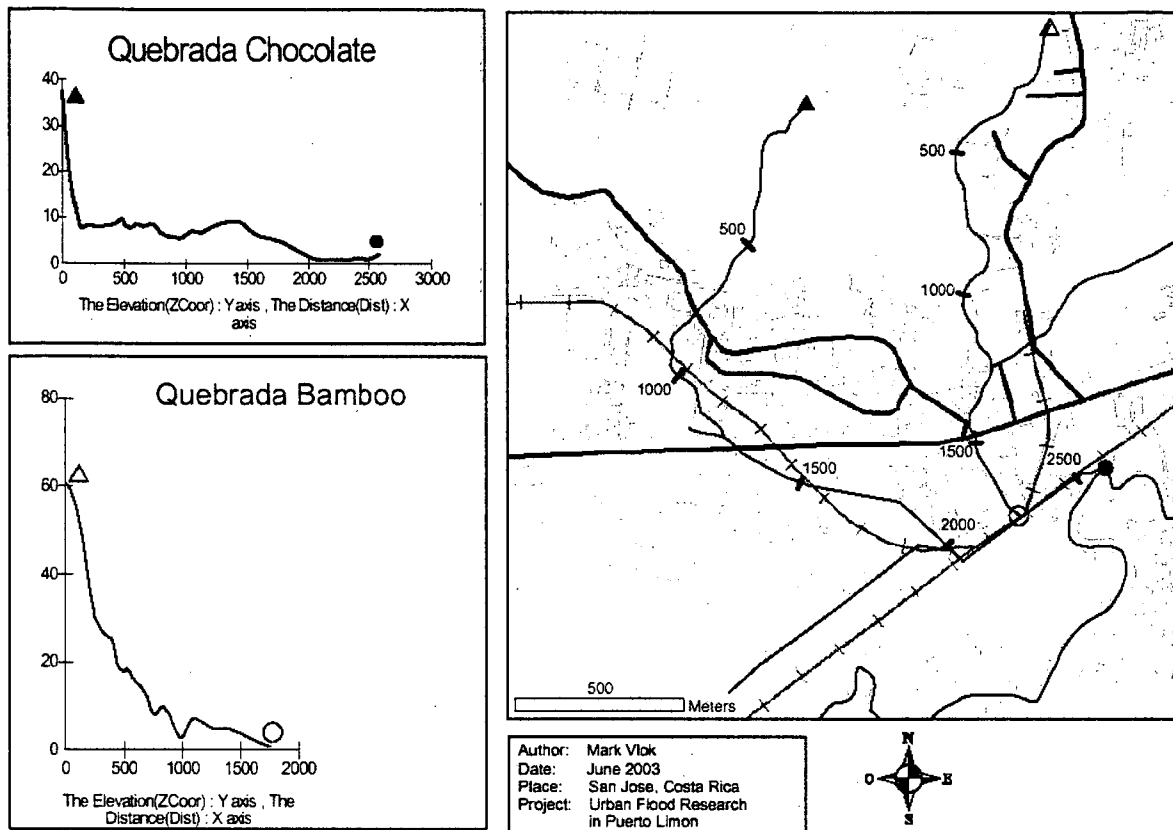 Quebrada Chocolate
40
30
20
10
0
0 500 1000 1500 2000 2500 3000
The Elevation(ZCoor) : Y axis , The Distance(Dist) : X
axis
Quebrada Bamboo
80
60
40
20
0
0 500 1000 1500 2000
The Elevation(ZCoor) : Y axis , The
Distance(Dist) : X axis
500
500
1000
1000
1500
2500
1500
2000
500
Meters
Author: Mark Vlok
Date: June 2003
Place: San Jose, Costa Rica
Project: Urban Flood Research
in Puerto Limon
N
O E
S